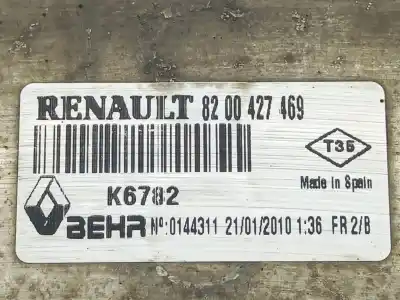 RENAULT 82 00 427 469
T35
K6782
Made in Spain
BEHR Nº:0144311 21/01/2010 1:36 FR 2/B